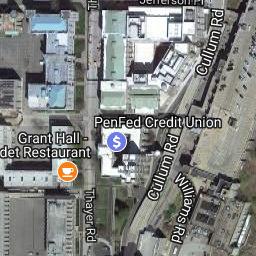 Jefferson Pl
Cullum Rd
PenFed Credit Union
Grant Hall -
det Restaurant
Cullum Rd
Thayer Rd
Williams Rd